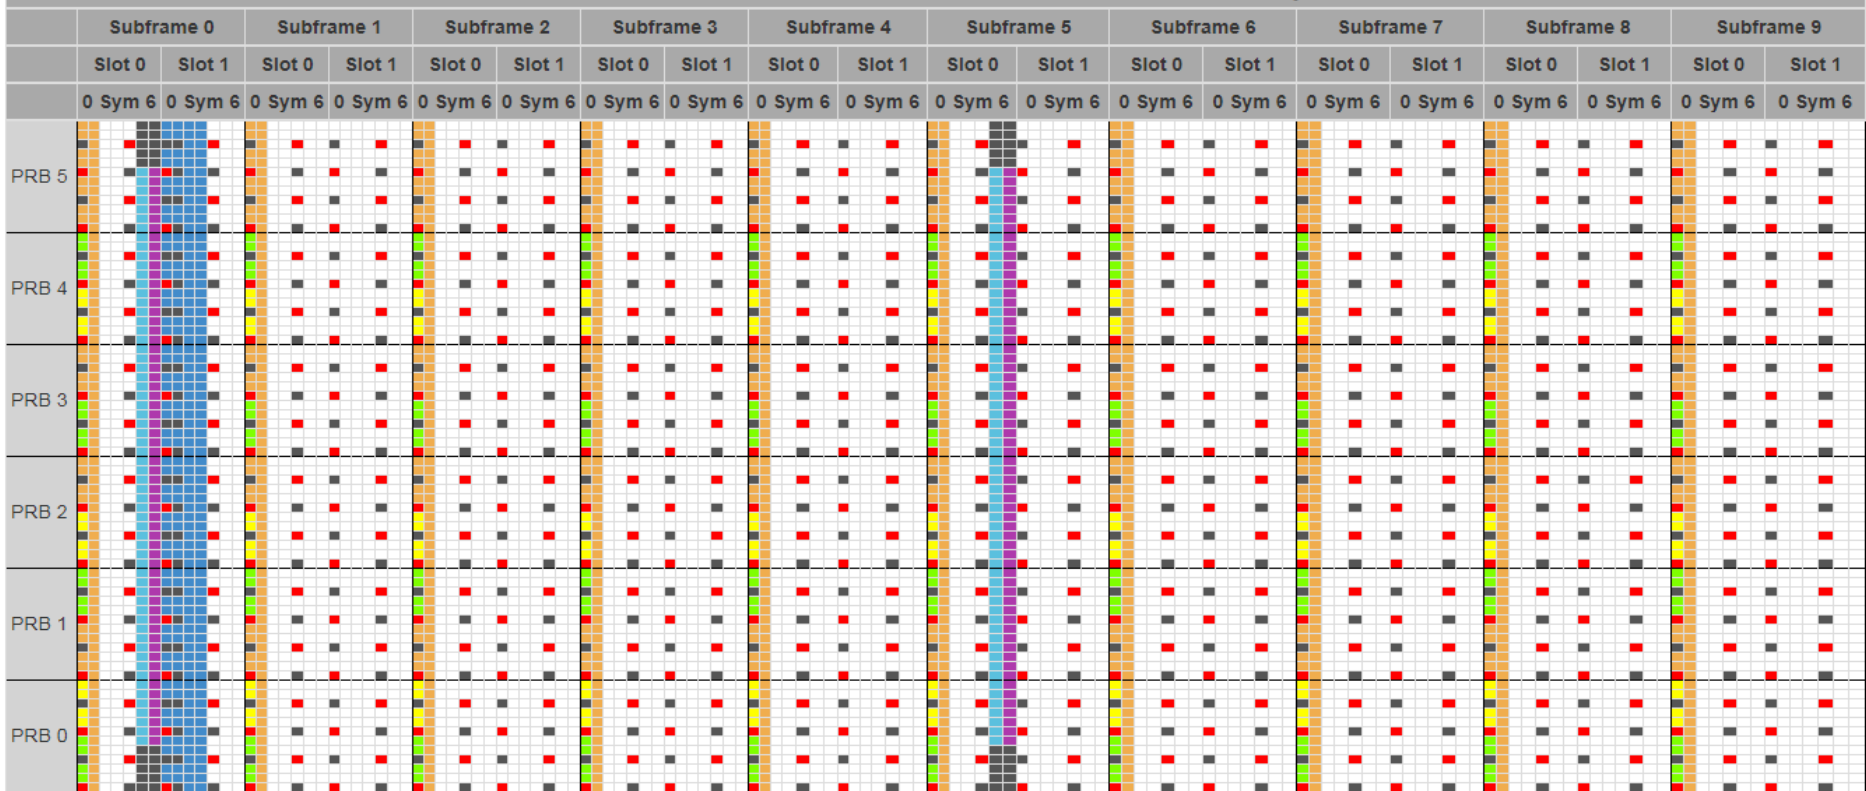 Subframe 0 Subframe 1 Subframe 2 Subframe 3 Subframe 4 Subframe 5 Subframe 6 Subframe 7 Subframe 8 Subframe 9
Slot 0 Slot 1 Slot 0 Slot 1 Slot 0 Slot 1 Slot 0 Slot 1 Slot 0 Slot 1 Slot 0 Slot 1 Slot 0 Slot 1 Slot 0 Slot 1 Slot 0 Slot 1 Slot 0 Slot 1
0 Sym 6 0 Sym 6 0 Sym 6 0 Sym 6 0 Sym 6 0 Sym 6 0 Sym 6 0 Sym 6 0 Sym 6 0 Sym 6 0 Sym 6 0 Sym 6 0 Sym 6 0 Sym 6 0 Sym 6 0 Sym 6 0 Sym 6 0 Sym 6 0 Sym 6 0 Sym 6
PRB 5
PRB 4
PRB 3
PRB 2
PRB 1
PRB 0